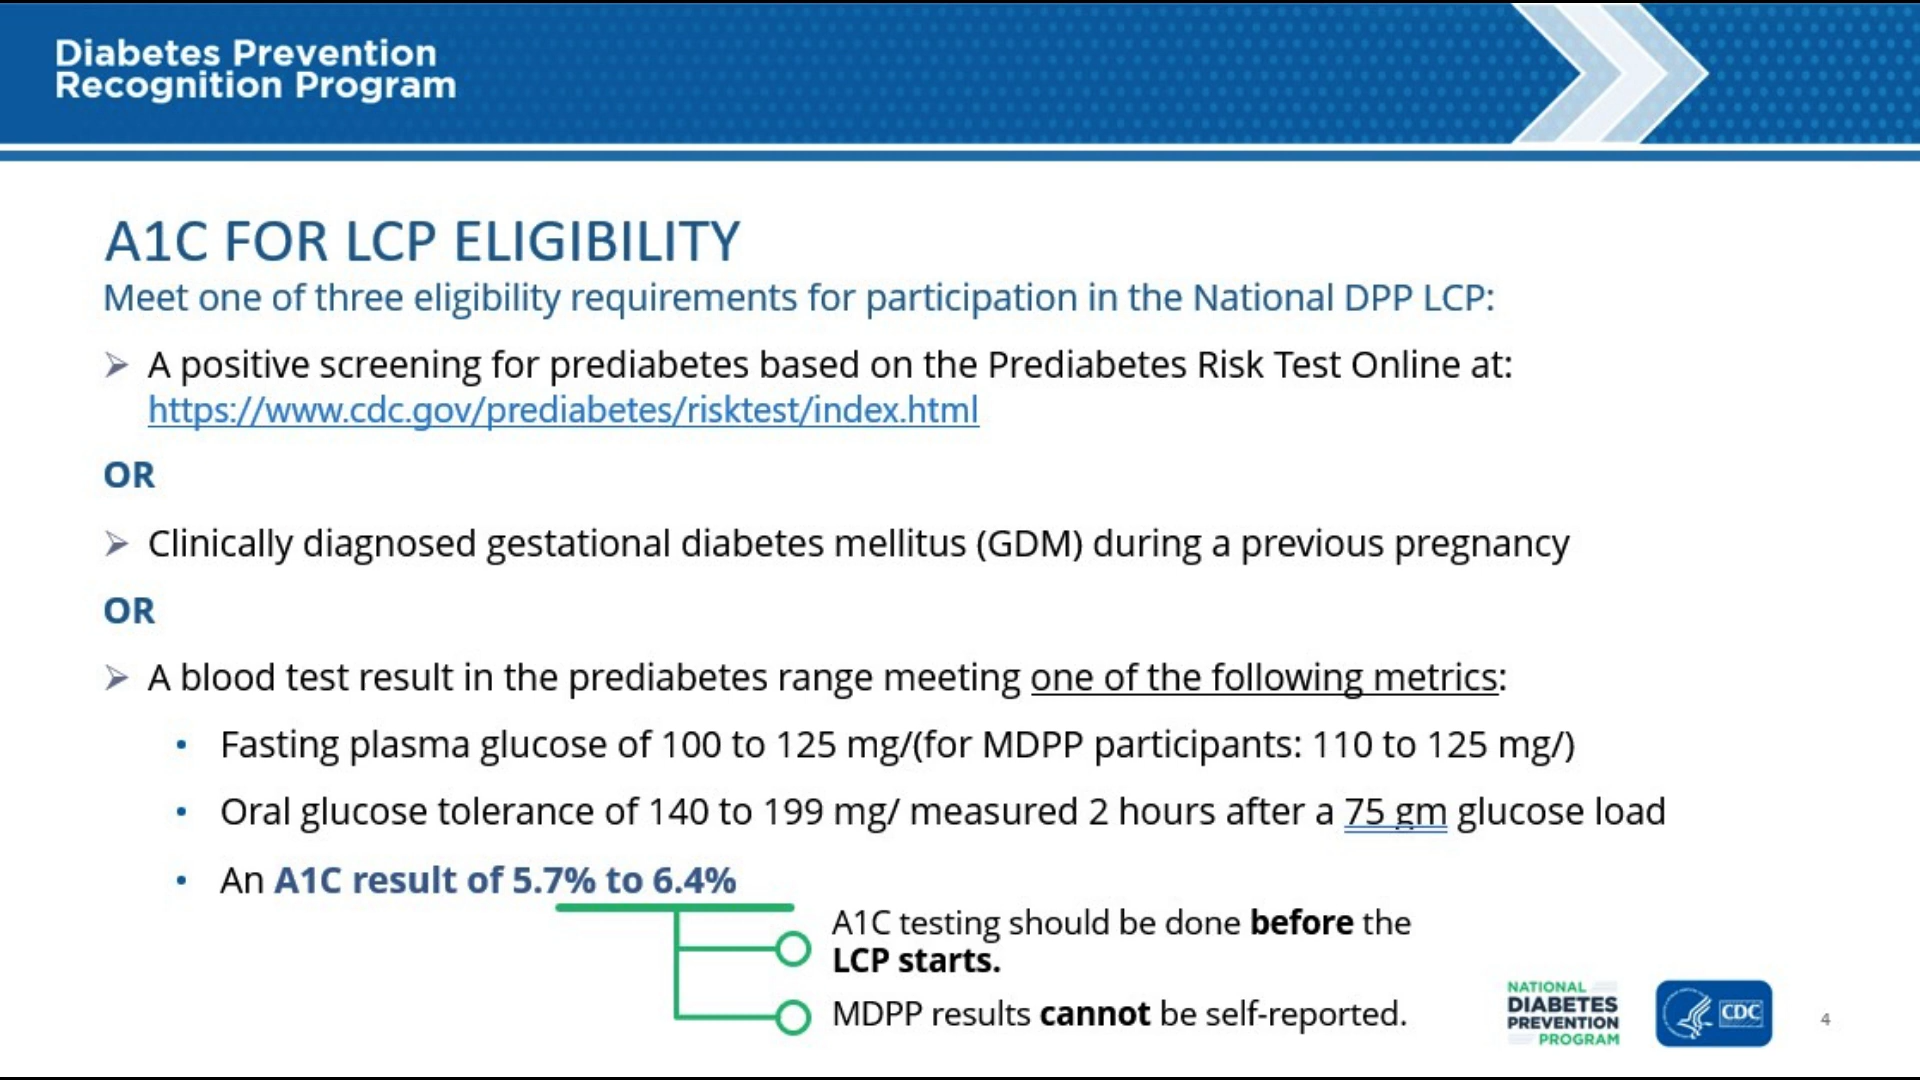 Diabetes Prevention
Recognition Program
A1C FOR LCP ELIGIBILITY
Meet one of three eligibility requirements for participation in the National DPP LCP:
➢ A positive screening for prediabetes based on the Prediabetes Risk Test Online at:
https://www.cdc.gov/prediabetes/risktest/index.html
OR
➢ Clinically diagnosed gestational diabetes mellitus (GDM) during a previous pregnancy
OR
➢ A blood test result in the prediabetes range meeting one of the following metrics:
• Fasting plasma glucose of 100 to 125 mg/(for MDPP participants: 110 to 125 mg/)
• Oral glucose tolerance of 140 to 199 mg/ measured 2 hours after a 75 gm glucose load
• An A1C result of 5.7% to 6.4%
A1C testing should be done before the
LCP starts.
MDPP results cannot be self-reported.
NATIONAL
DIABETES
PREVENTION
PROGRAM
CDC
4